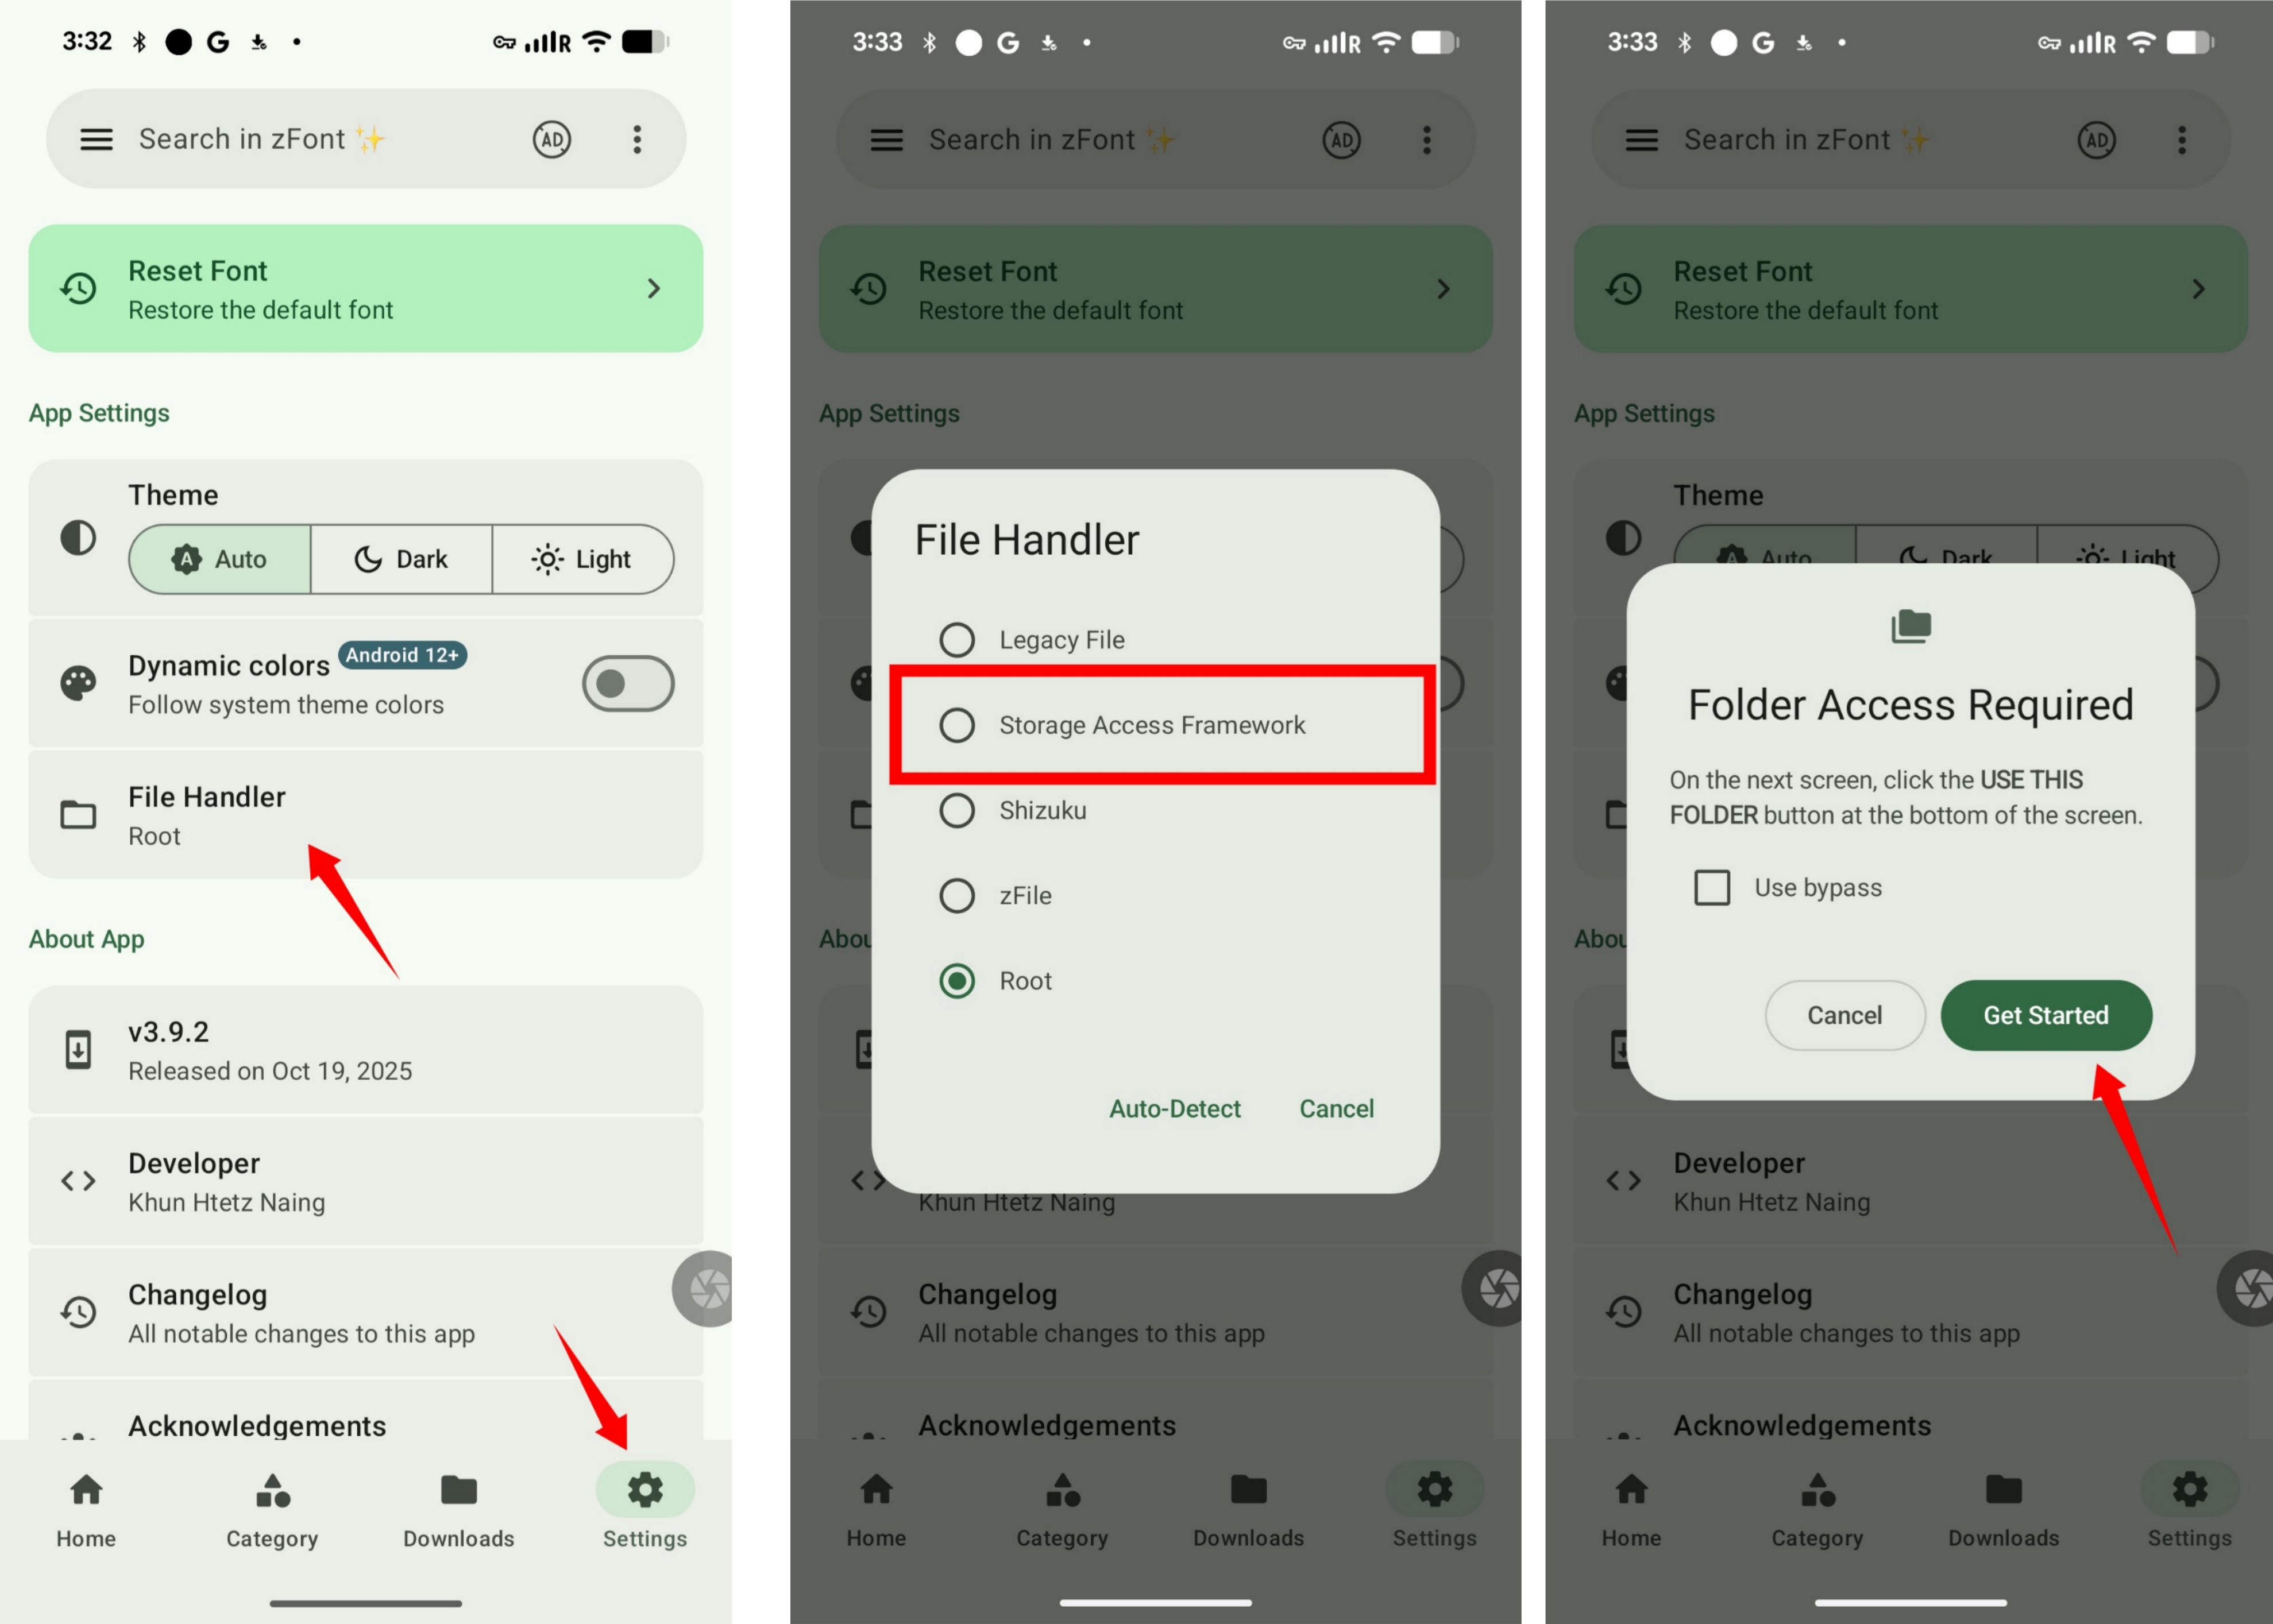 3:32
Search in zFont ✨
AD
Reset Font
Restore the default font
App Settings
Theme
A Auto
Dark
Light
Dynamic colors Android 12+
Follow system theme colors
File Handler
Root
About App
v3.9.2
Released on Oct 19, 2025
Developer
Khun Htetz Naing
Changelog
All notable changes to this app
Acknowledgements
Home
Category
Downloads
Settings
3:33
Search in zFont ✨
AD
Reset Font
Restore the default font
App Settings
File Handler
Legacy File
Storage Access Framework
Shizuku
zFile
Root
Auto-Detect
Cancel
Abou
Khun Htetz Naing
Changelog
All notable changes to this app
Acknowledgements
Home
Category
Downloads
Settings
3:33
Search in zFont ✨
AD
Reset Font
Restore the default font
App Settings
Theme
A Auto
Dark
Light
Folder Access Required
On the next screen, click the USE THIS
FOLDER button at the bottom of the screen.
Use bypass
Cancel
Get Started
Abou
Developer
Khun Htetz Naing
Changelog
All notable changes to this app
Acknowledgements
Home
Category
Downloads
Settings